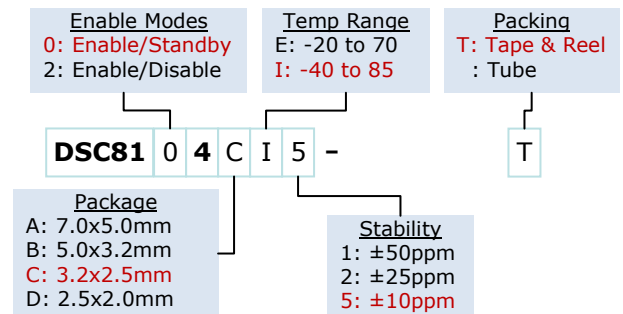 Enable Modes
0: Enable/Standby
2: Enable/Disable
Temp Range
E: -20 to 70
I: -40 to 85
Packing
T: Tape & Reel
: Tube
DSC81 0 4 C I 5 – T
Package
A: 7.0x5.0mm
B: 5.0x3.2mm
C: 3.2x2.5mm
D: 2.5x2.0mm
Stability
1: ±50ppm
2: ±25ppm
5: ±10ppm